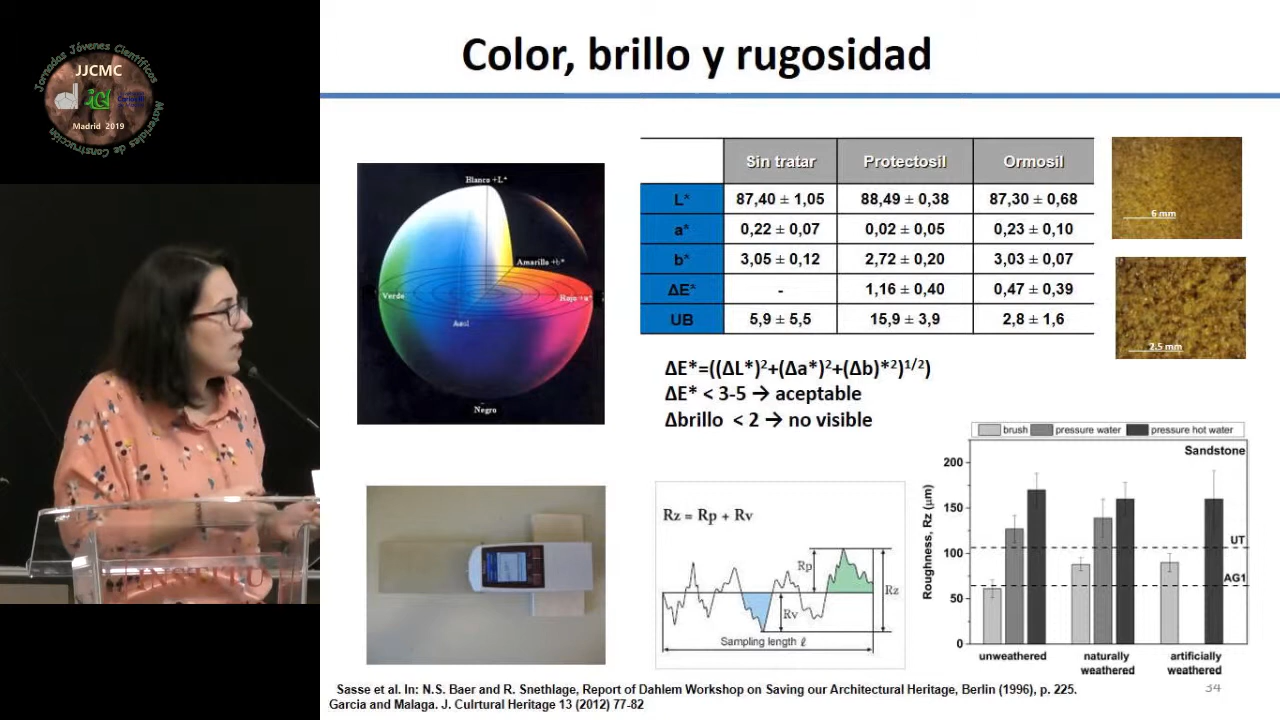 Jornadas Jóvenes Científicos
JJCMC
Madrid 2019
Materiales de Construcción
Color, brillo y rugosidad
Blanco +L*
Amarillo +b*
Verde
Rojo +a*
Azul
Negro
Sin tratar Protectosil Ormosil
L* 87,40 ± 1,05 88,49 ± 0,38 87,30 ± 0,68
a* 0,22 ± 0,07 0,02 ± 0,05 0,23 ± 0,10
b* 3,05 ± 0,12 2,72 ± 0,20 3,03 ± 0,07
ΔE* - 1,16 ± 0,40 0,47 ± 0,39
UB 5,9 ± 5,5 15,9 ± 3,9 2,8 ± 1,6
6 mm
2.5 mm
ΔE*=((ΔL*)²+(Δa*)²+(Δb)*²)¹/²)
ΔE* < 3-5 → aceptable
Δbrillo < 2 → no visible
Rz = Rp + Rv
Rp
Rv
Rz
Sampling length ℓ
brush pressure water pressure hot water
Sandstone
Roughness, Rz (μm)
200
150
100
50
0
UT
AG1
unweathered
naturally weathered
artificially weathered
INSTITU
Sasse et al. In: N.S. Baer and R. Snethlage, Report of Dahlem Workshop on Saving our Architectural Heritage, Berlin (1996), p. 225.
Garcia and Malaga. J. Culrtural Heritage 13 (2012) 77-82
34